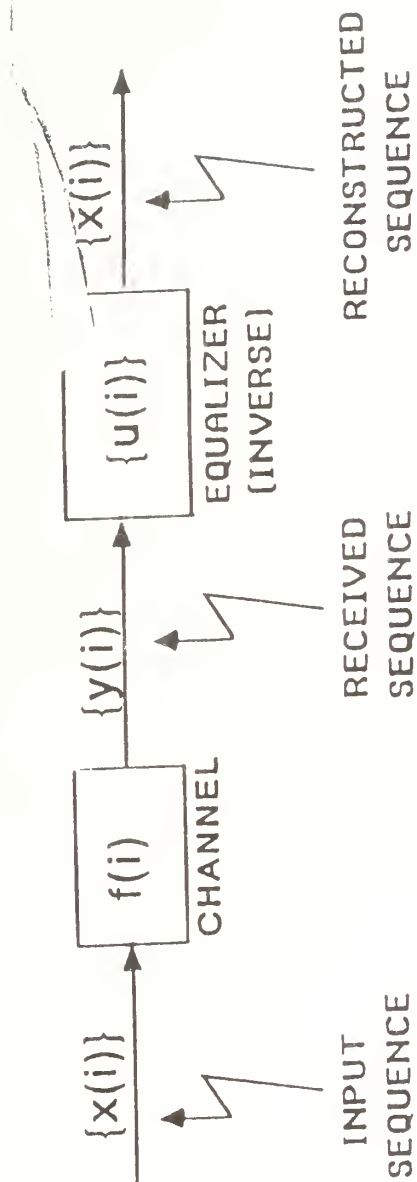 {x(i)}
f(i)
CHANNEL
{y(i)}
{u(i)}
EQUALIZER
(INVERSE)
{x(i)}
INPUT
SEQUENCE
RECEIVED
SEQUENCE
RECONSTRUCTED
SEQUENCE